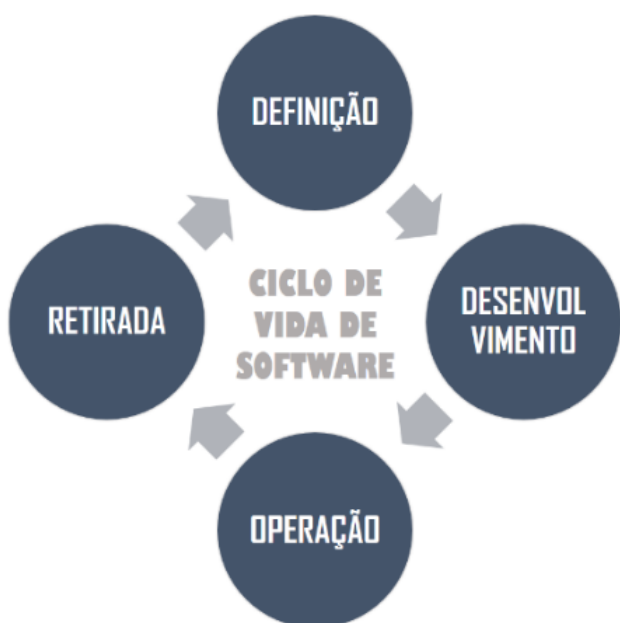 DEFINIÇÃO
CICLO DE
VIDA DE
SOFTWARE
RETIRADA
DESENVOL
VIMENTO
OPERAÇÃO